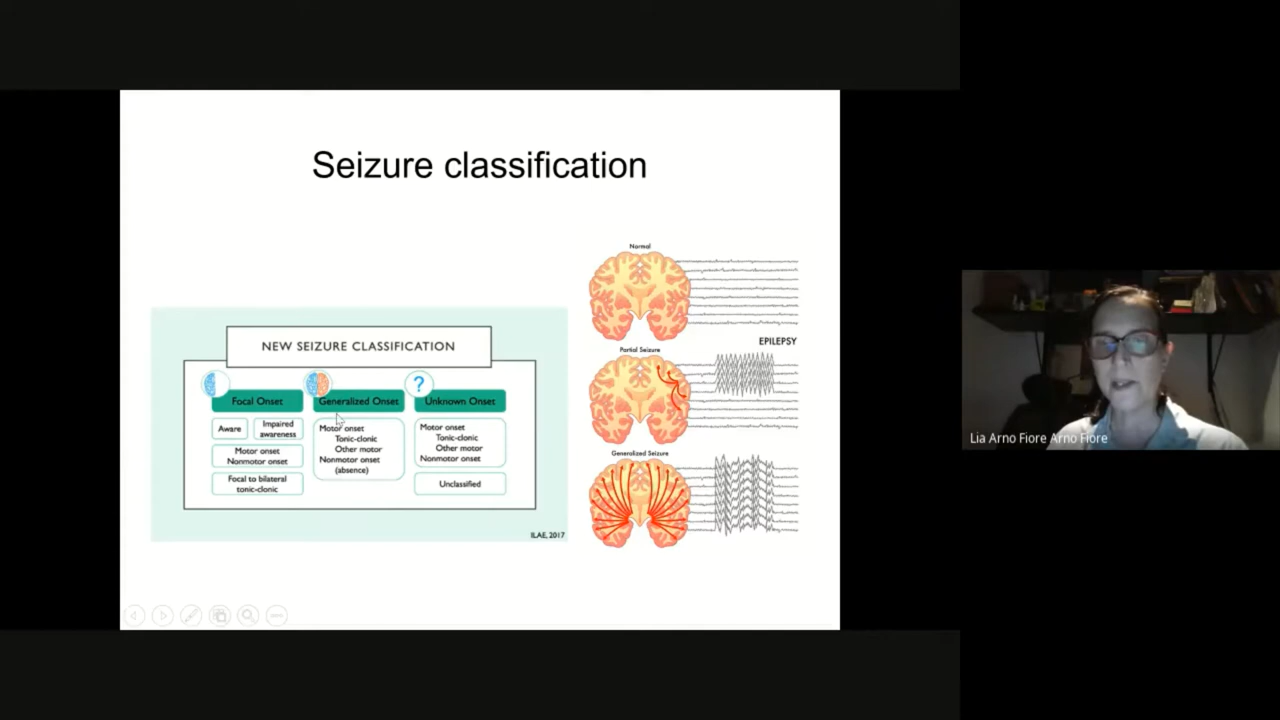 Seizure classification
NEW SEIZURE CLASSIFICATION
Focal Onset
Aware
Impaired
awareness
Motor onset
Nonmotor onset
Focal to bilateral
tonic-clonic
Generalized Onset
Motor onset
Tonic-clonic
Other motor
Nonmotor onset
(absence)
?
Unknown Onset
Motor onset
Tonic-clonic
Other motor
Nonmotor onset
Unclassified
ILAE, 2017
Normal
EPILEPSY
Partial Seizure
Generalized Seizure
Lia Arno Fiore Arno Fiore